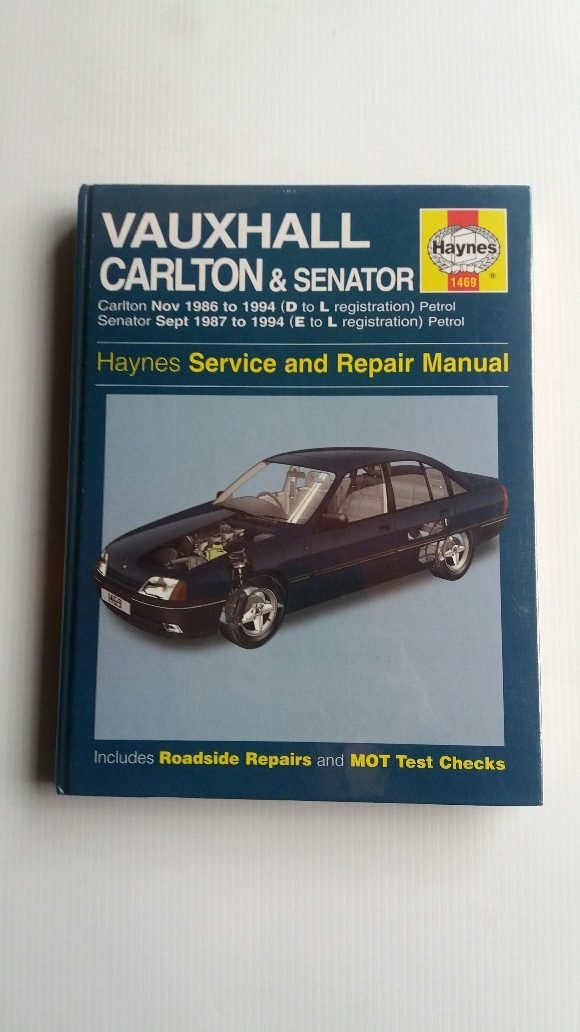 VAUXHALL
CARLTON & SENATOR
Haynes
®
1469
Carlton Nov 1986 to 1994 (D to L registration) Petrol
Senator Sept 1987 to 1994 (E to L registration) Petrol
Haynes Service and Repair Manual
1469
Includes Roadside Repairs and MOT Test Checks